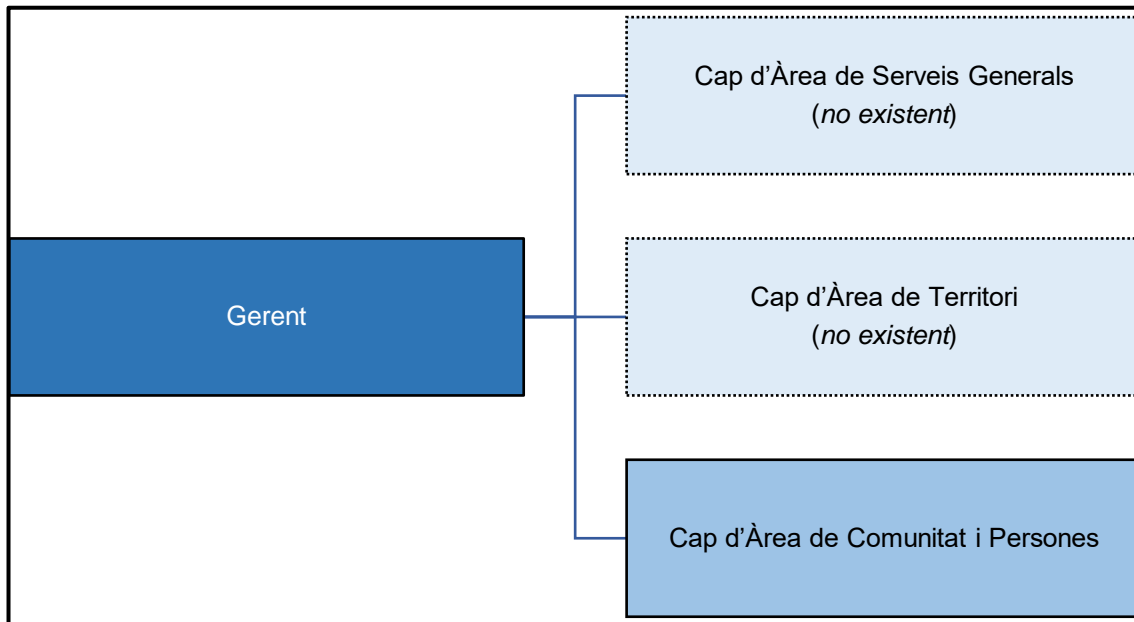 Cap d’Àrea de Serveis Generals
(no existent)
Gerent
Cap d’Àrea de Territori
(no existent)
Cap d’Àrea de Comunitat i Persones